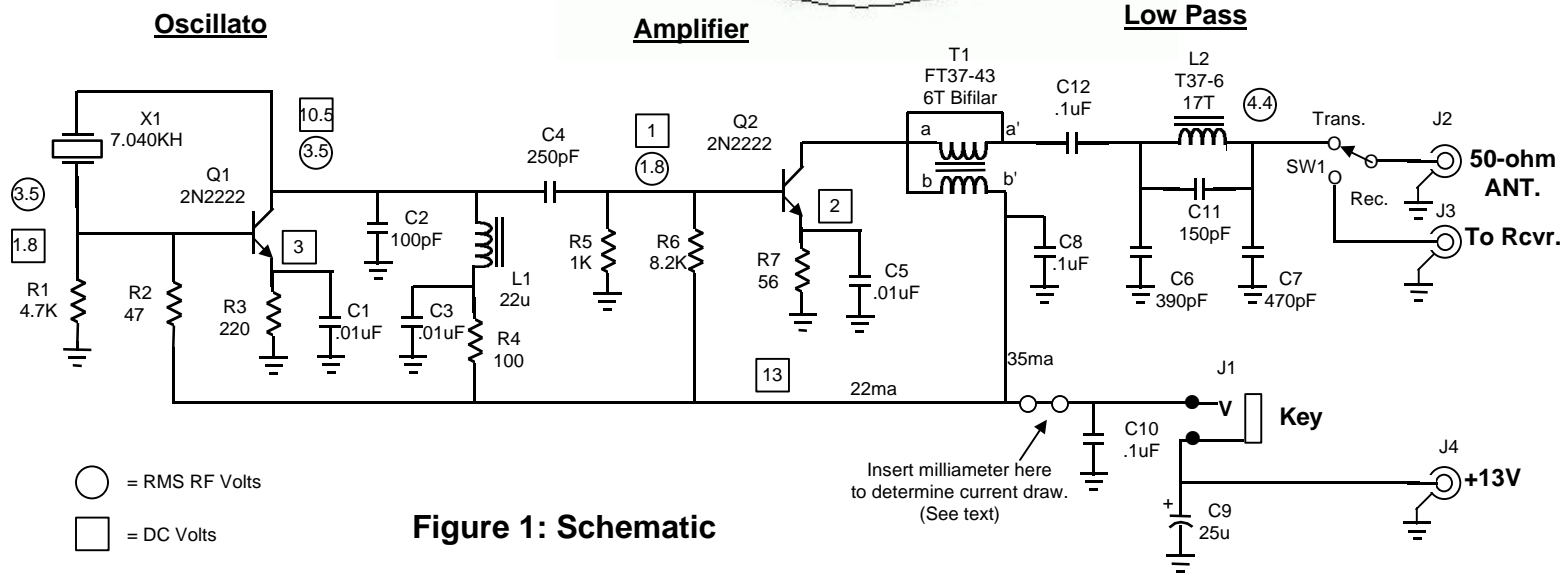 Oscillato
Amplifier
Low Pass
X1
7.040KH
10.5
3.5
3.5
1.8
Q1
2N2222
3
R1
4.7K
R2
47
R3
220
C1
.01uF
C2
100pF
C3
.01uF
L1
22u
R4
100
C4
250pF
1
1.8
R5
1K
R6
8.2K
Q2
2N2222
2
R7
56
C5
.01uF
T1
FT37-43
6T Bifilar
a
a'
b
b'
C8
.1uF
C12
.1uF
L2
T37-6
17T
4.4
C11
150pF
C6
390pF
C7
470pF
Trans.
SW1
Rec.
J2
50-ohm
ANT.
J3
To Rcvr.
13
22ma
35ma
Insert milliameter here
to determine current draw.
(See text)
C10
.1uF
J1
V
Key
J4
+13V
+
C9
25u
= RMS RF Volts
= DC Volts
Figure 1: Schematic